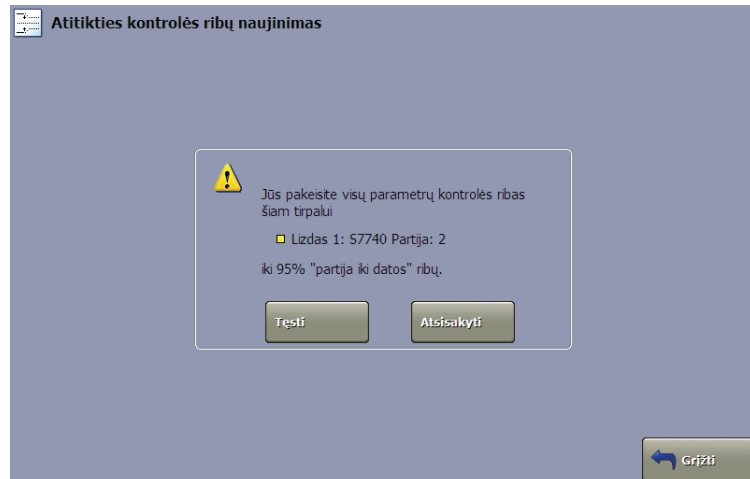 Atitikties kontrolės ribų naujinimas
Jūs pakeisite visų parametrų kontrolės ribas
šiam tirpalui
Lizdas 1: S7740 Partija: 2
iki 95% "partija iki datos" ribų.
Tęsti
Atsisakyti
Grįžti